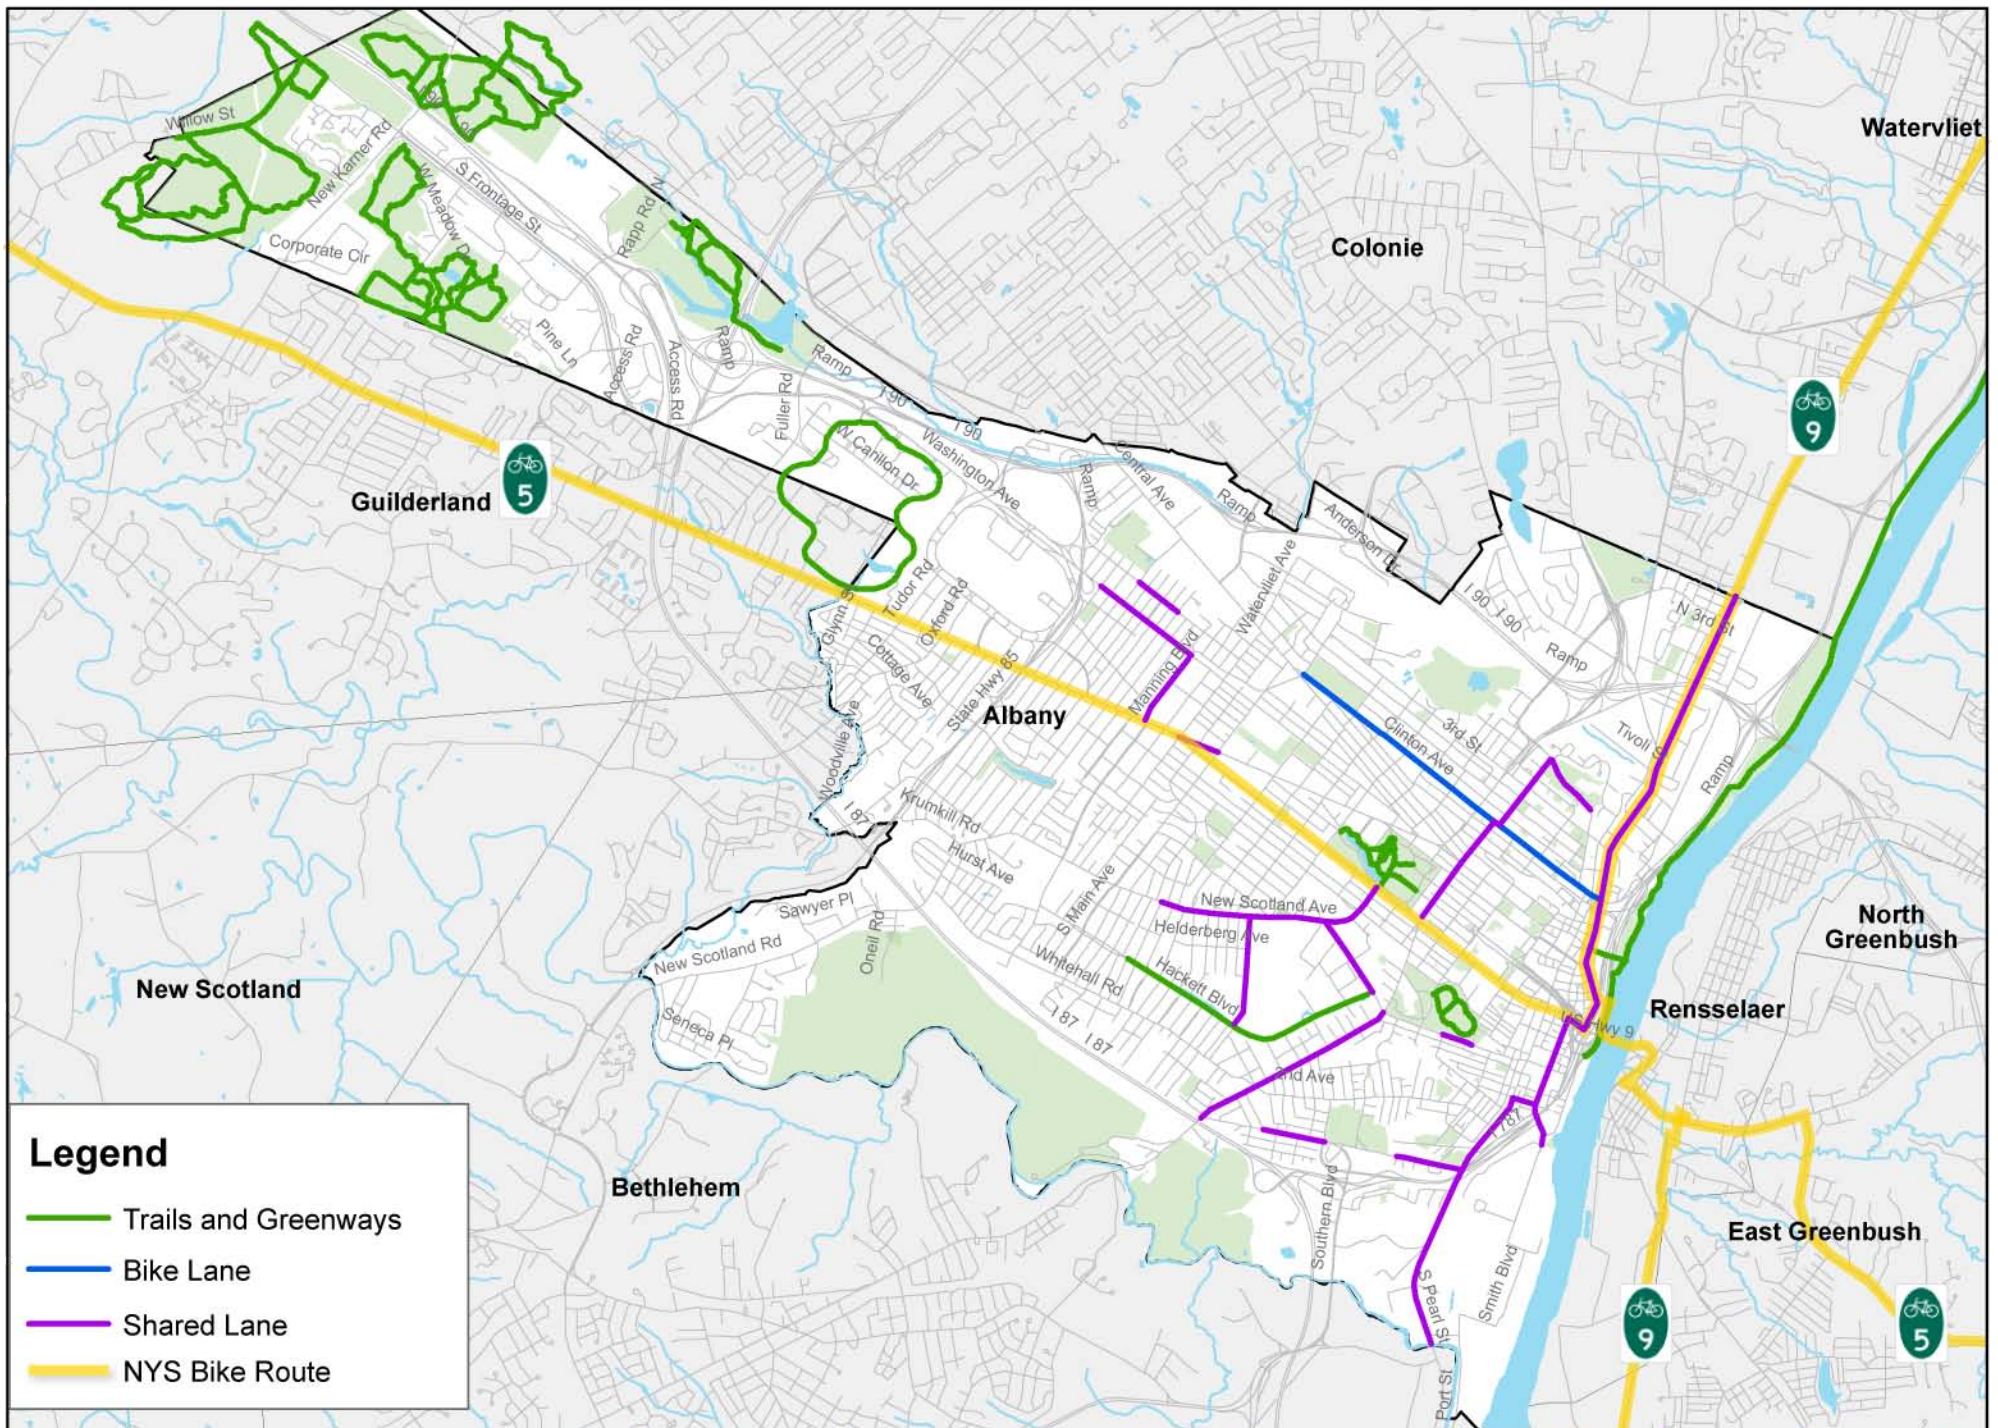 Watervliet
Willow St
I 90
I 90
New Karner Rd
S Frontage St
W Meadow Dr
Rapp Rd
N
Colonie
Corporate Cir
Pine Ln
Access Rd
Access Rd
Ramp
Ramp
Fuller Rd
I 90
I 90
9
W Carillon Dr
Washington Ave
Central Ave
Ramp
Ramp
Guilderland
5
Anderson Dr
Watervliet Ave
I 90
I 90
N 3rd St
Tudor Rd
Oxford Rd
Glynn St
Cottage Ave
Ramp
Manning Blvd
State Hwy 85
Albany
3rd St
Clinton Ave
Tivoli S
Ramp
Woodville Ave
I 87
Krumkill Rd
Hurst Ave
S Main Ave
Sawyer Pl
New Scotland Ave
Helderberg Ave
North
Greenbush
Oneil Rd
New Scotland Rd
Whitehall Rd
Hackett Blvd
New Scotland
Rensselaer
Seneca Pl
I 87
I 87
US Hwy 9
2nd Ave
I 787
Legend
Trails and Greenways
Bike Lane
Shared Lane
NYS Bike Route
Bethlehem
Southern Blvd
East Greenbush
S Pearl St
Smith Blvd
9
5
Port St